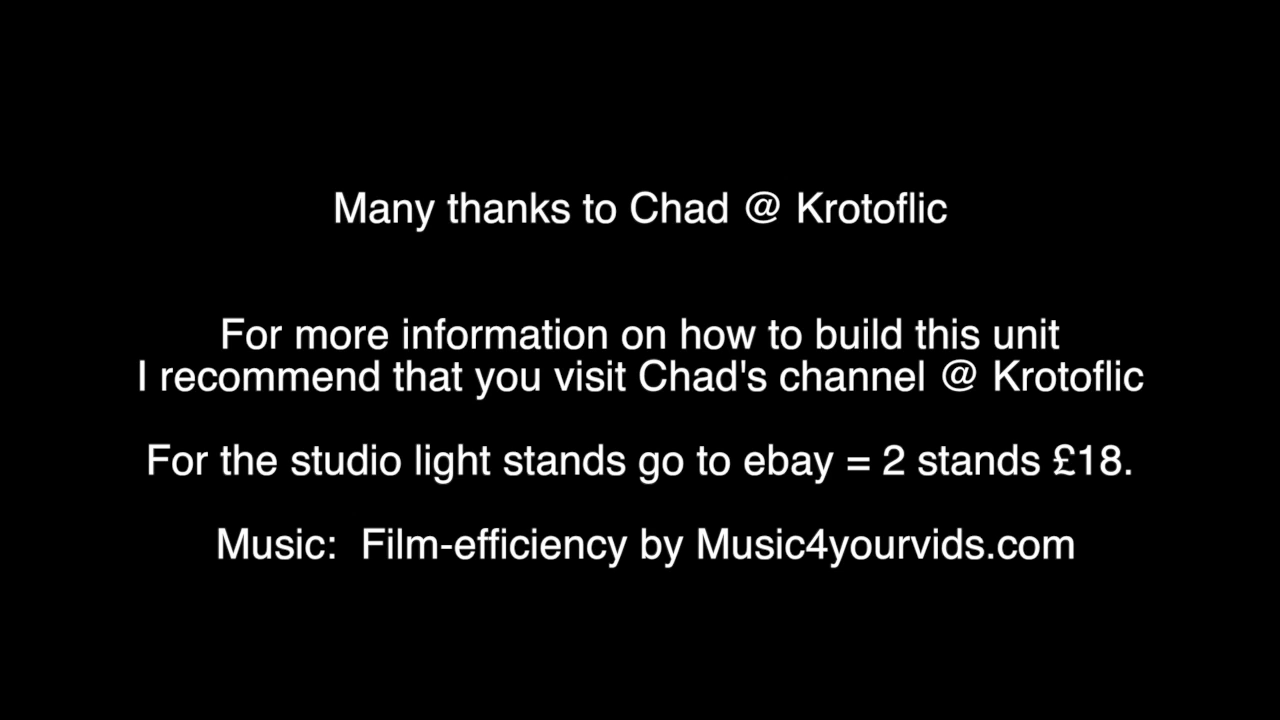 Many thanks to Chad @ Krotoflic
For more information on how to build this unit
I recommend that you visit Chad's channel @ Krotoflic
For the studio light stands go to ebay = 2 stands £18.
Music:  Film-efficiency by Music4yourvids.com